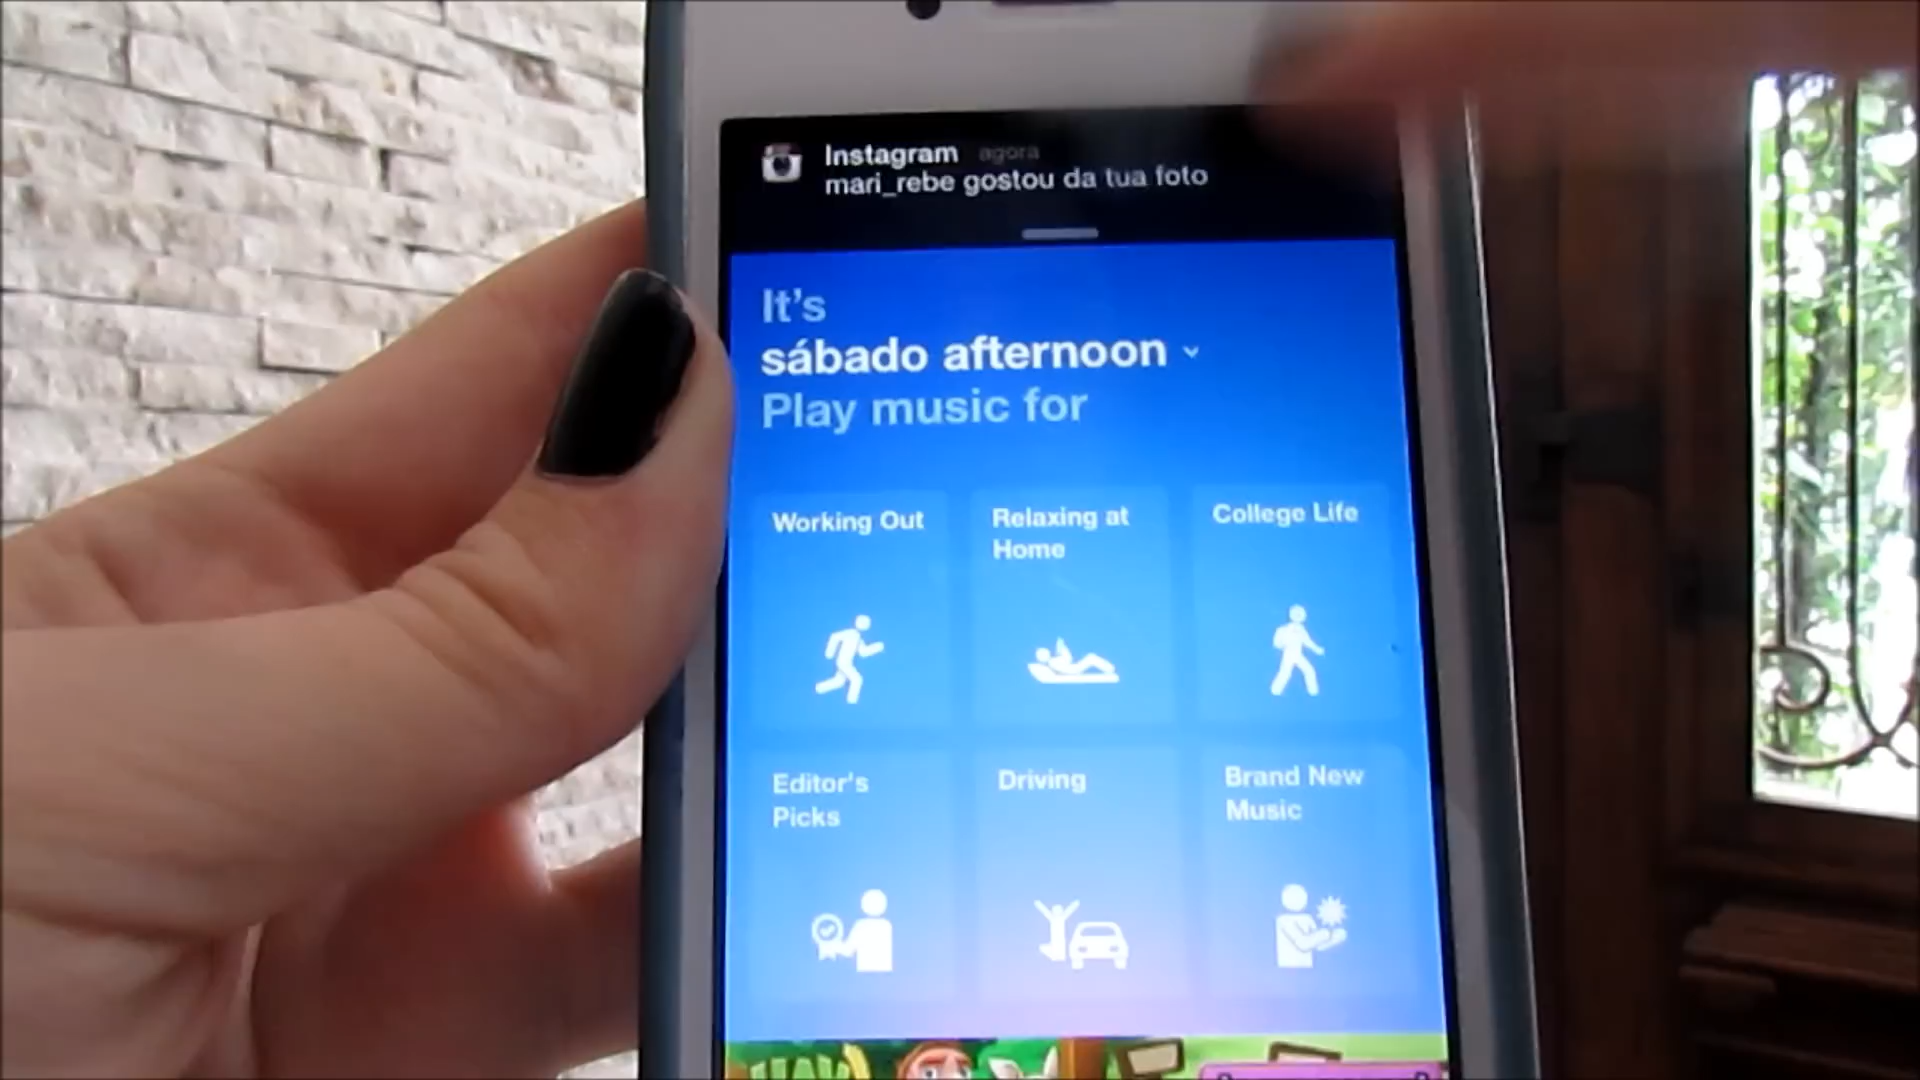 Instagram agora
mari_rebe gostou da tua foto
It's
sábado afternoon
Play music for
Working Out
Relaxing at
Home
College Life
Editor's
Picks
Driving
Brand New
Music